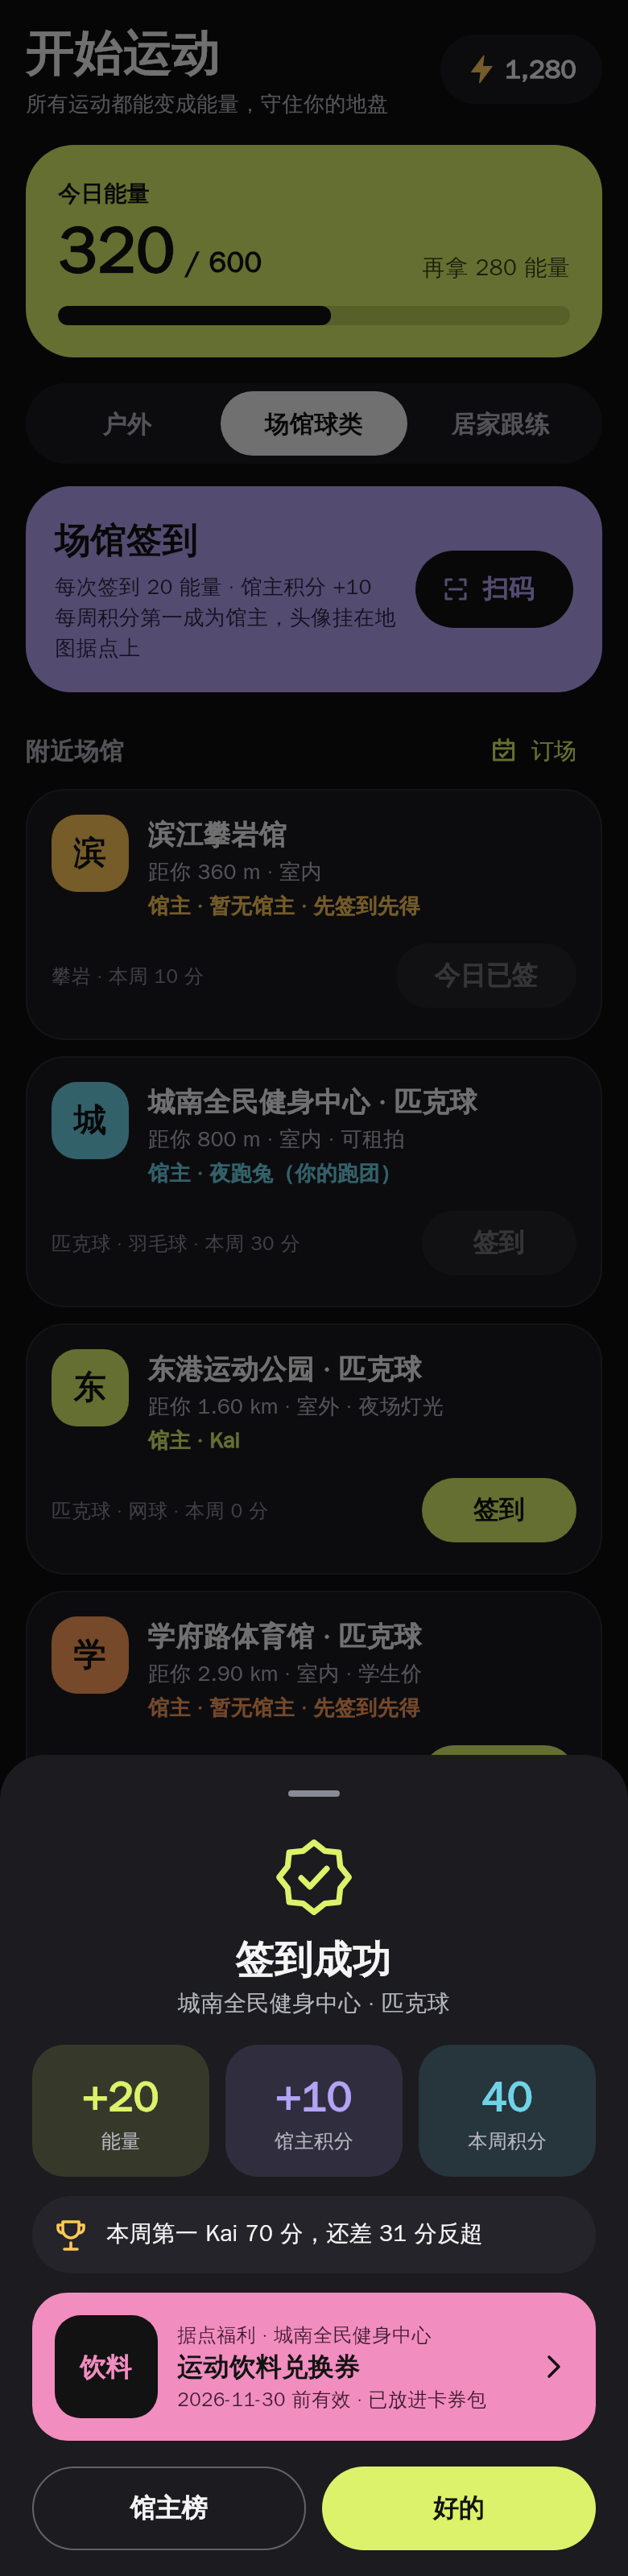 开始运动
1,280
所有运动都能变成能量，守住你的地盘
今日能量
320 / 600
再拿 280 能量
户外
场馆球类
居家跟练
场馆签到
每次签到 20 能量 · 馆主积分 +10
每周积分第一成为馆主，头像挂在地
图据点上
扫码
附近场馆
订场
滨
滨江攀岩馆
距你 360 m · 室内
馆主 · 暂无馆主 · 先签到先得
攀岩 · 本周 10 分
今日已签
城
城南全民健身中心 · 匹克球
距你 800 m · 室内 · 可租拍
馆主 · 夜跑兔（你的跑团）
匹克球 · 羽毛球 · 本周 30 分
签到
东
东港运动公园 · 匹克球
距你 1.60 km · 室外 · 夜场灯光
馆主 · Kai
匹克球 · 网球 · 本周 0 分
签到
学
学府路体育馆 · 匹克球
距你 2.90 km · 室内 · 学生价
馆主 · 暂无馆主 · 先签到先得
签到成功
城南全民健身中心 · 匹克球
+20
能量
+10
馆主积分
40
本周积分
本周第一 Kai 70 分，还差 31 分反超
饮料
据点福利 · 城南全民健身中心
运动饮料兑换券
2026-11-30 前有效 · 已放进卡券包
馆主榜
好的